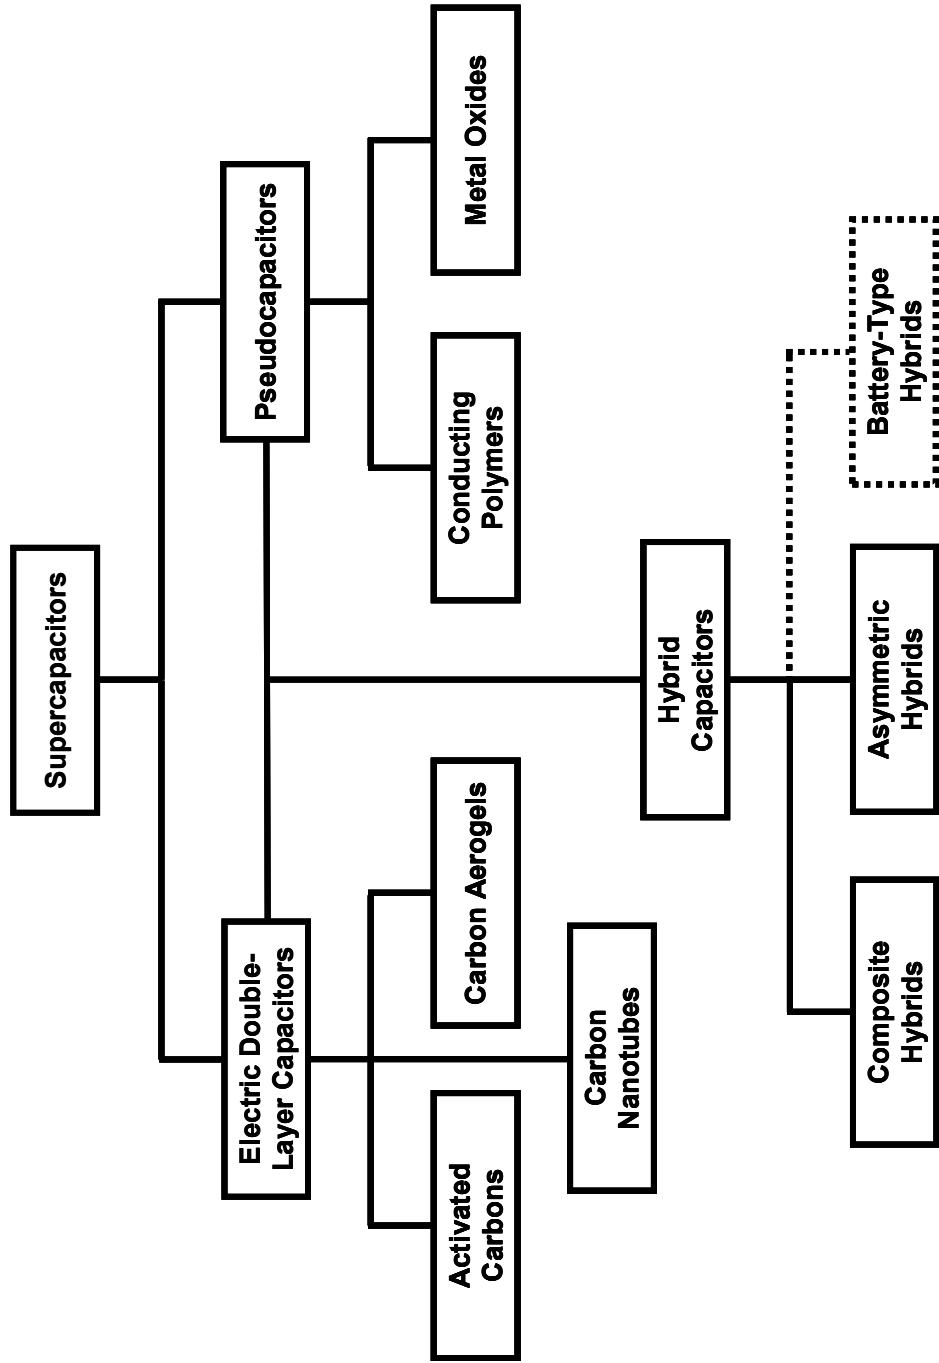 Supercapacitors
Electric Double-
Layer Capacitors
Pseudocapacitors
Activated
Carbons
Carbon Aerogels
Conducting
Polymers
Metal Oxides
Carbon
Nanotubes
Hybrid
Capacitors
Composite
Hybrids
Asymmetric
Hybrids
Battery-Type
Hybrids